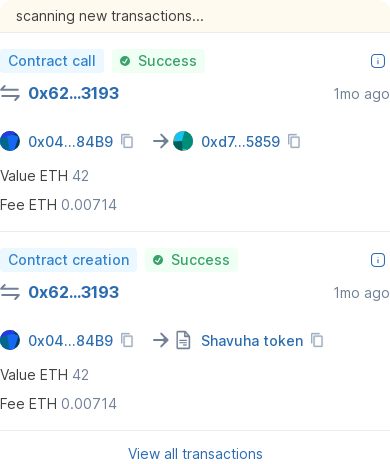 scanning new transactions...
Contract call Success
0x62...3193 1mo ago
0x04...84B9 0xd7...5859
Value ETH 42
Fee ETH 0.00714
Contract creation Success
0x62...3193 1mo ago
0x04...84B9 Shavuha token
Value ETH 42
Fee ETH 0.00714
View all transactions